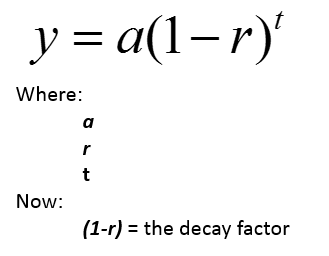 y = a(1 − r)^t
Where:
a
r
t
Now:
(1-r) = the decay factor